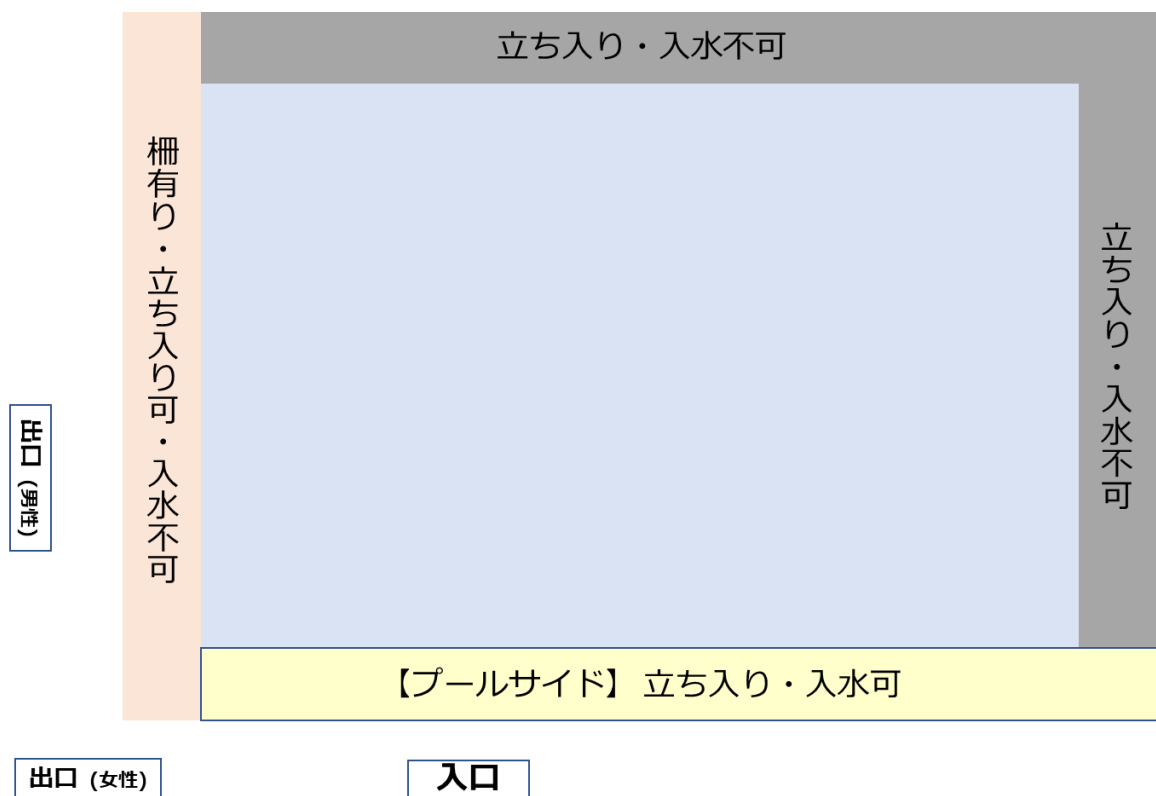 立ち入り・入水不可
柵有り・立ち入り可・入水不可
立ち入り・入水不可
出口 (男性)
【プールサイド】立ち入り・入水可
出口 (女性)
入口